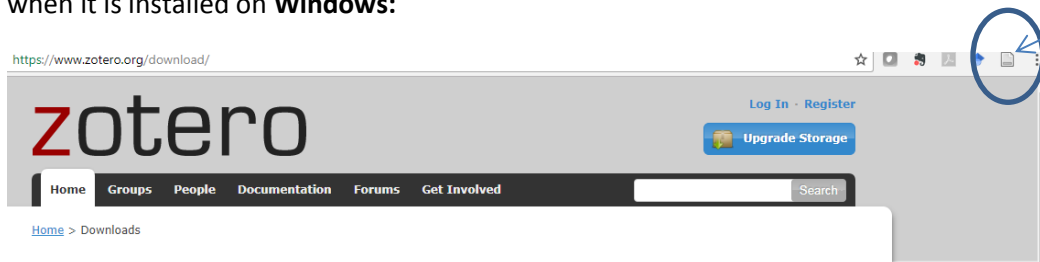 when it is installed on Windows:
https://www.zotero.org/download/
zotero
Log In · Register
Upgrade Storage
Home Groups People Documentation Forums Get Involved Search
Home > Downloads